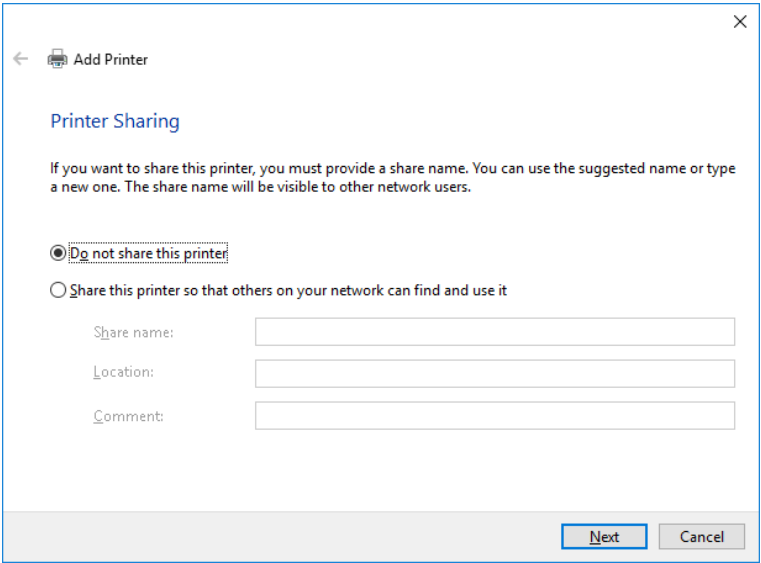 Add Printer
Printer Sharing
If you want to share this printer, you must provide a share name. You can use the suggested name or type
a new one. The share name will be visible to other network users.
Do not share this printer
Share this printer so that others on your network can find and use it
Share name:
Location:
Comment:
Next Cancel